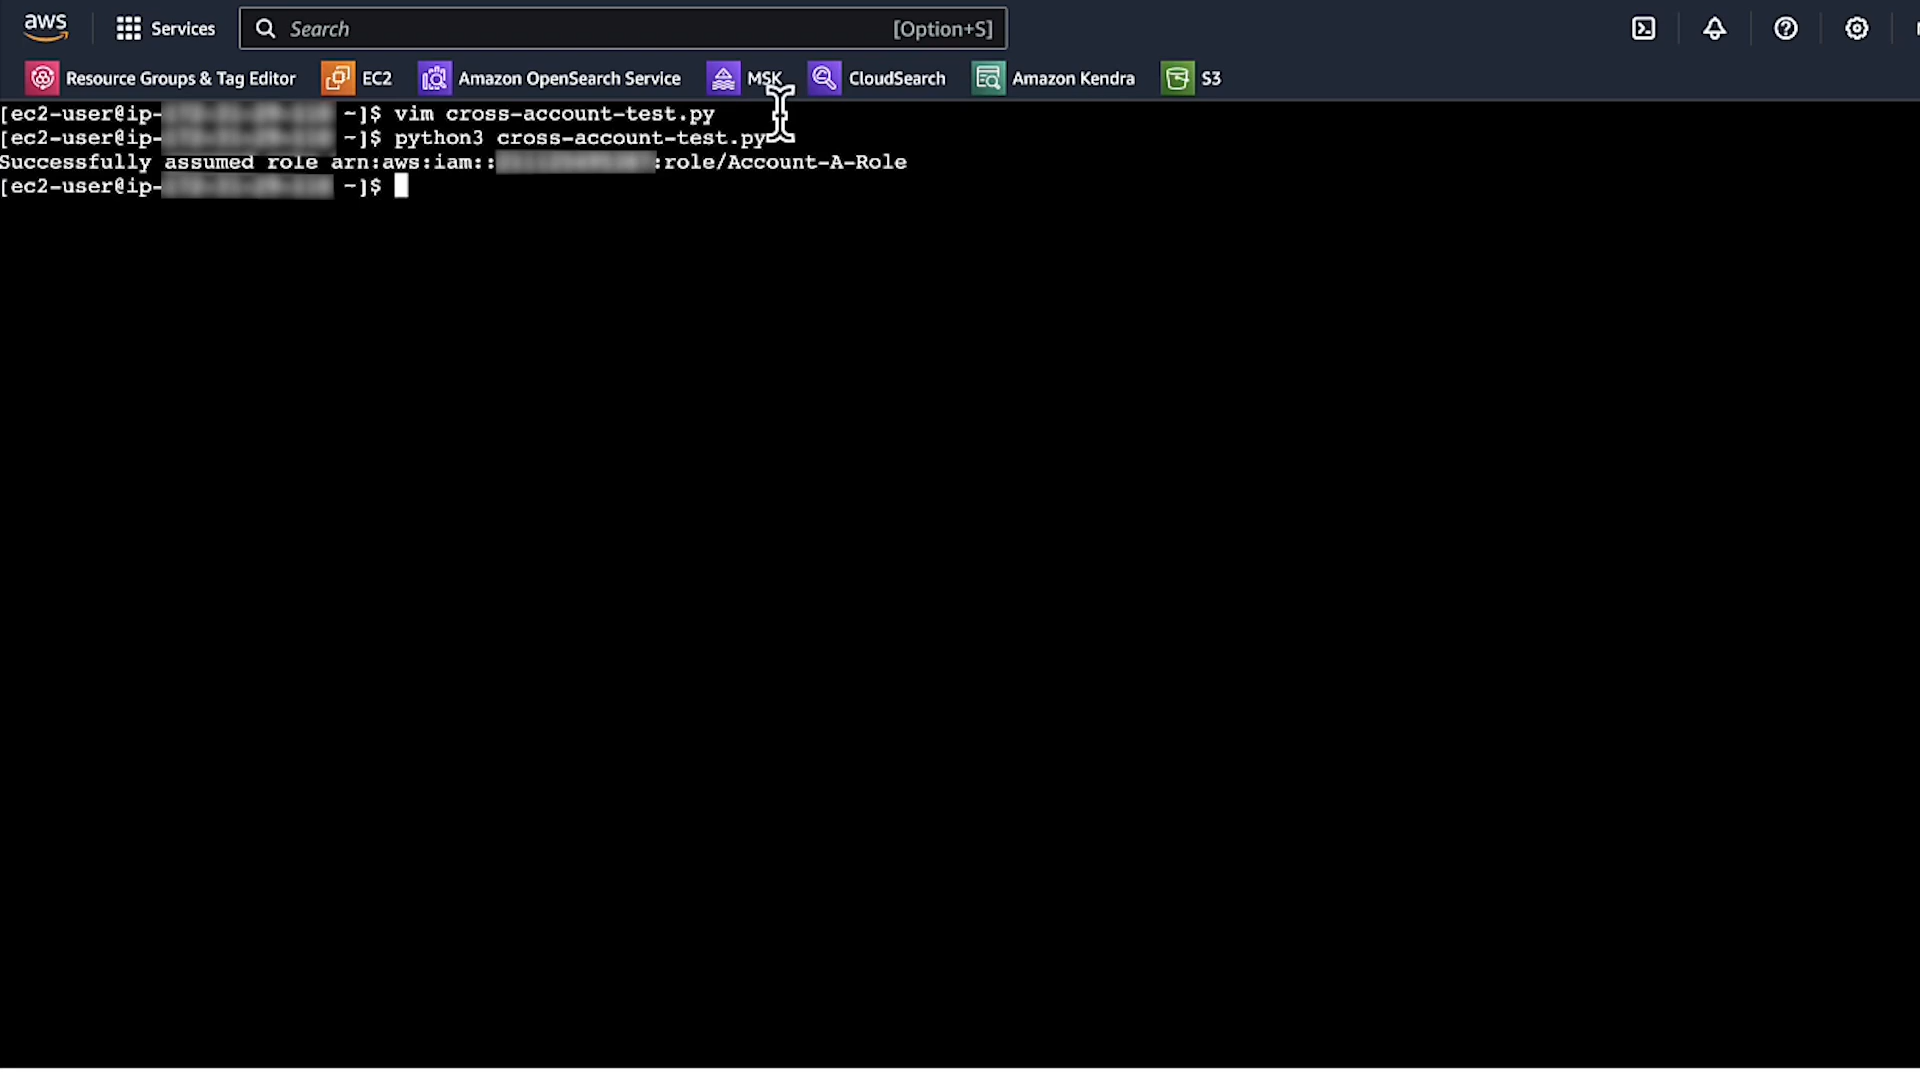 aws Services Search [Option+S]
Resource Groups & Tag Editor EC2 Amazon OpenSearch Service MSK CloudSearch Amazon Kendra S3
[ec2-user@ip- ~]$ vim cross-account-test.py
[ec2-user@ip- ~]$ python3 cross-account-test.py
Successfully assumed role arn:aws:iam:: :role/Account-A-Role
[ec2-user@ip- ~]$